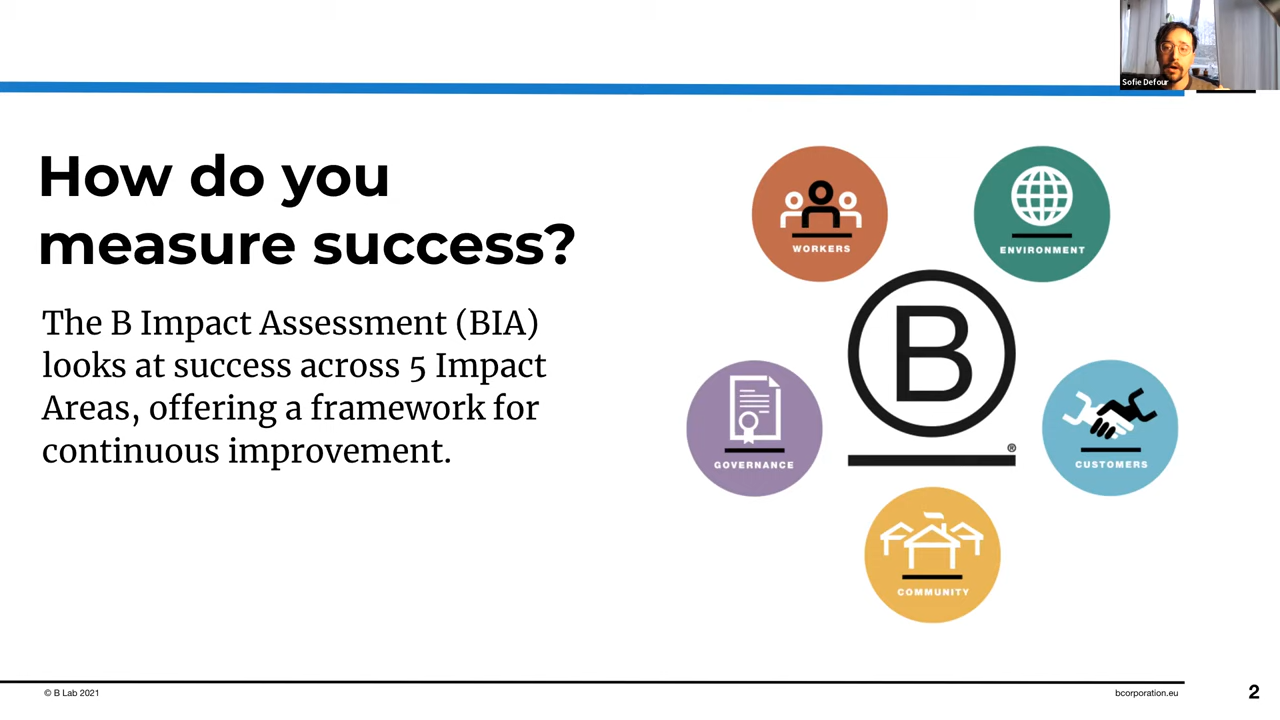 Sofie Defour
How do you
measure success?
The B Impact Assessment (BIA)
looks at success across 5 Impact
Areas, offering a framework for
continuous improvement.
WORKERS
ENVIRONMENT
B
®
GOVERNANCE
CUSTOMERS
COMMUNITY
© B Lab 2021
bcorporation.eu
2